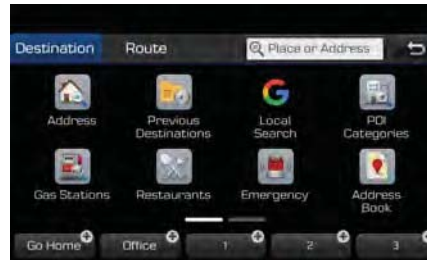 Destination
Route
Place or Address
Address
Previous
Destinations
Local
Search
POI
Categories
Gas Stations
Restaurants
Emergency
Address
Book
Go Home
Office
1
2
3